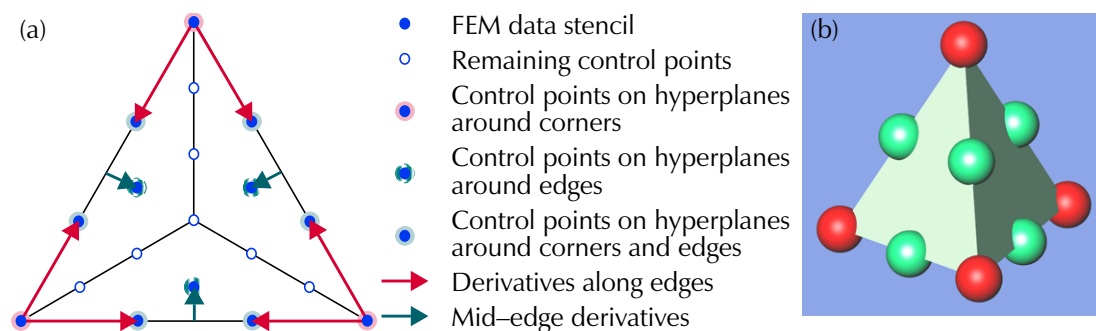 (a)
FEM data stencil
Remaining control points
Control points on hyperplanes
around corners
Control points on hyperplanes
around edges
Control points on hyperplanes
around corners and edges
Derivatives along edges
Mid–edge derivatives
(b)